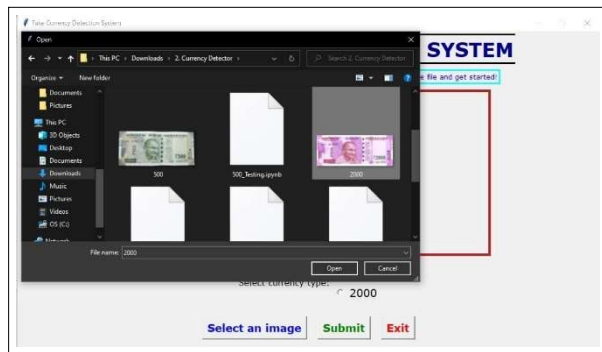 Fake Currency Detection System
SYSTEM
Open
This PC > Downloads > 2. Currency Detector >
Search 2. Currency Detector
Organize
New folder
e file and get started!
Documents
Pictures
This PC
3D Objects
Desktop
Documents
Downloads
Music
Pictures
Videos
OS (C:)
Network
500
500_Testing.ipynb
2000
File name: 2000
Open
Cancel
Select currency type:
2000
Select an image
Submit
Exit